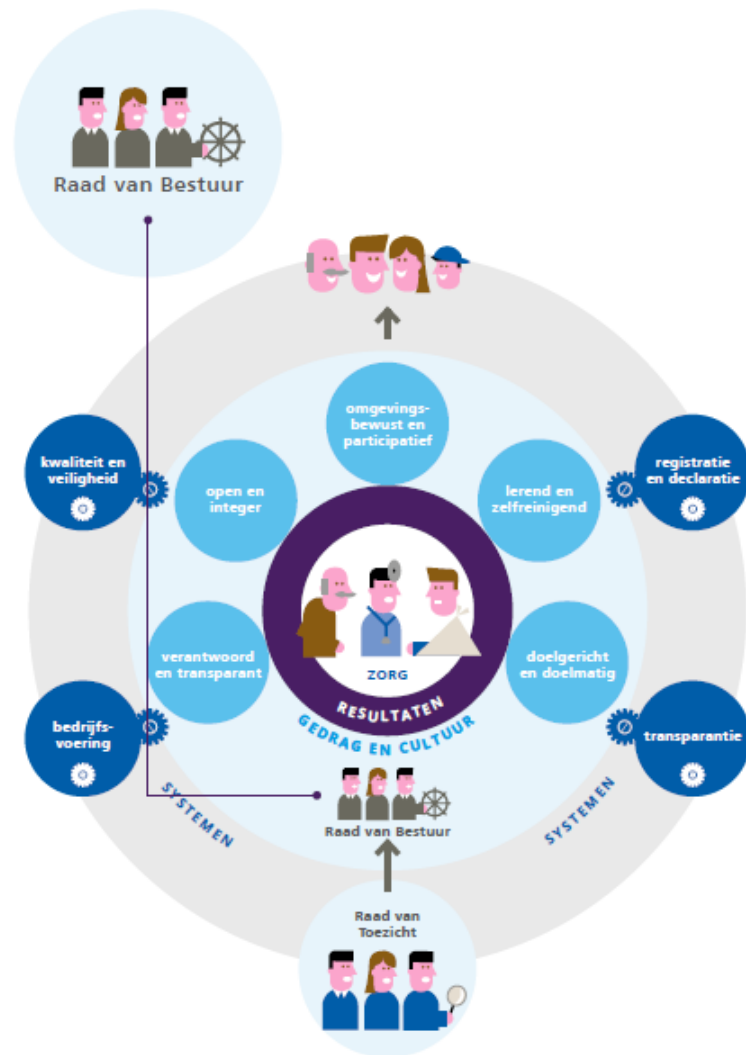 Raad van Bestuur
omgevings-
bewust en
participatief
kwaliteit en
veiligheid
open en
integer
lerend en
zelfreinigend
registratie
en declaratie
verantwoord
en transparant
ZORG
doelgericht
en doelmatig
RESULTATEN
GEDRAG EN CULTUUR
bedrijfs-
voering
transparantie
SYSTEMEN
SYSTEMEN
Raad van Bestuur
Raad van
Toezicht